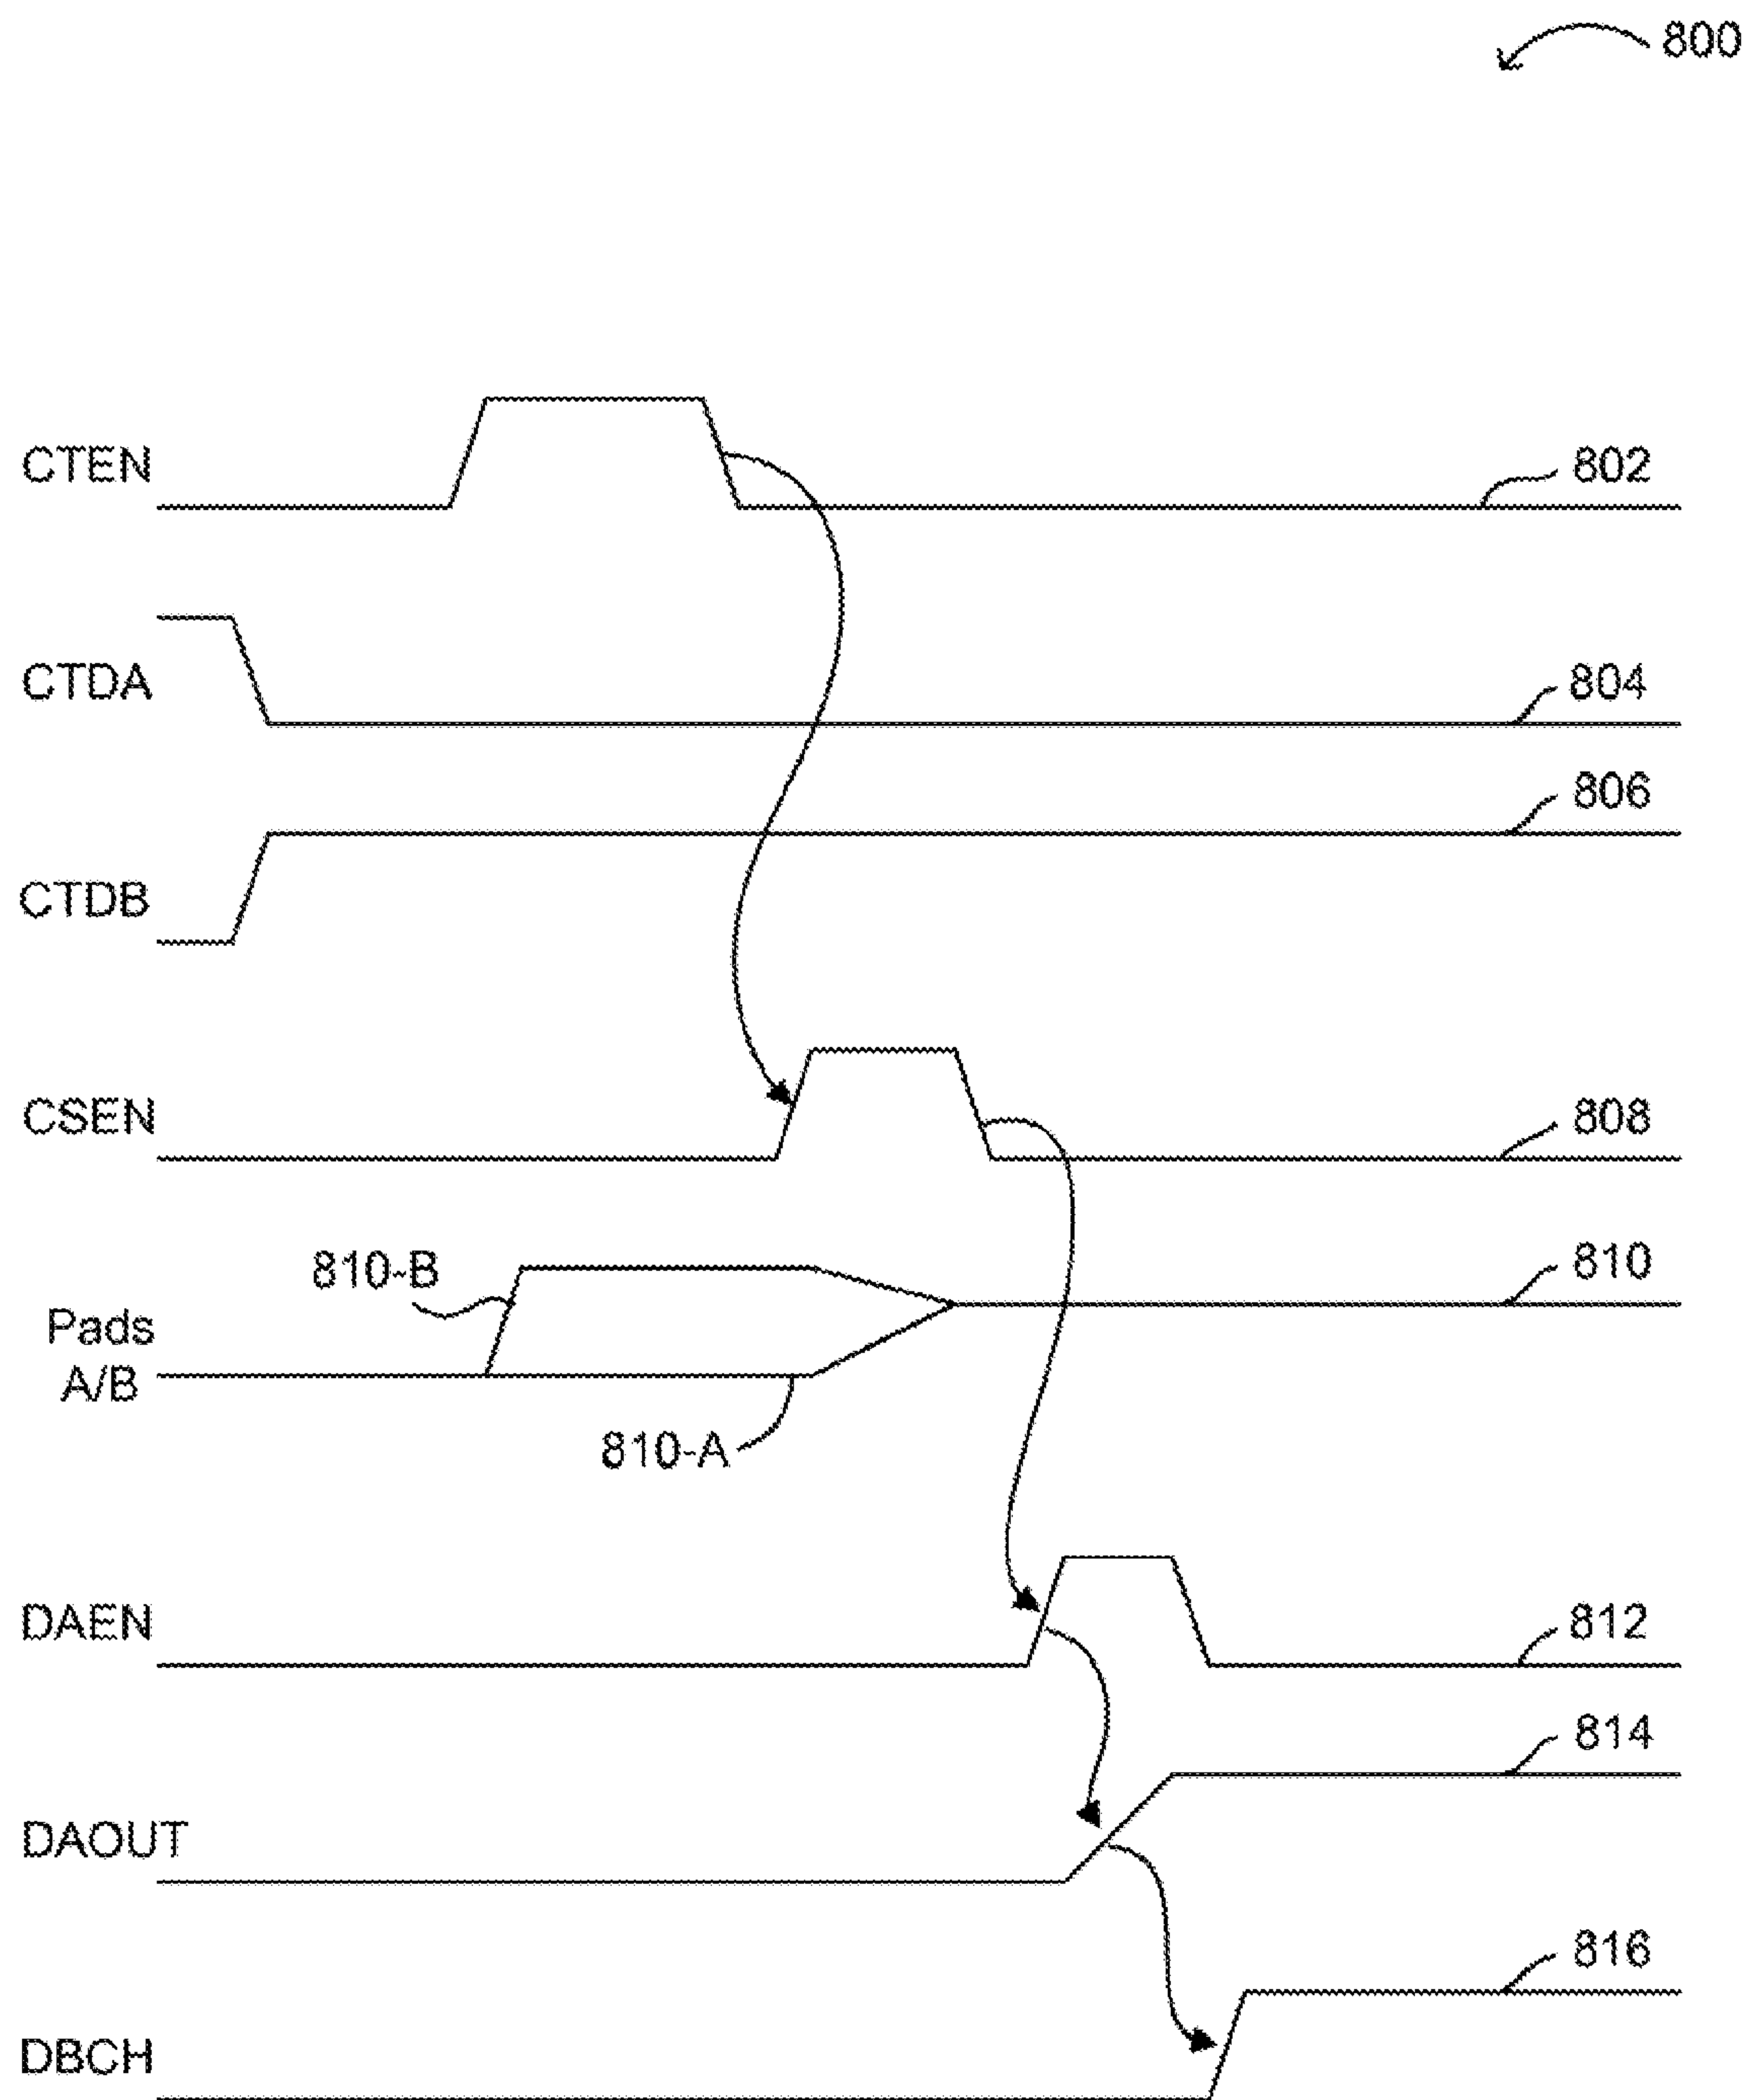 800
CTEN
802
CTDA
804
806
CTDB
CSEN
808
810-B
810
Pads
A/B
810-A
DAEN
812
814
DAOUT
816
DBCH